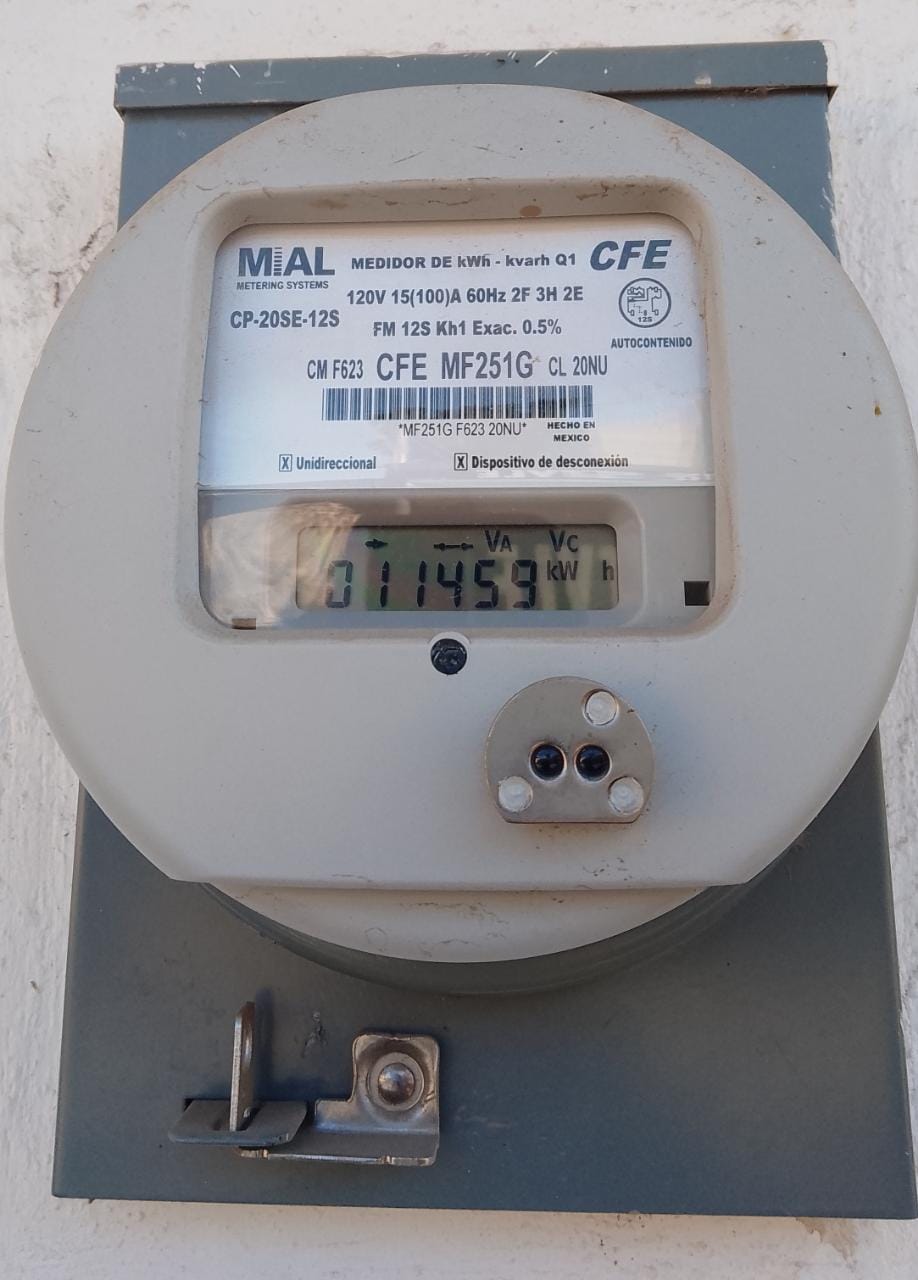 MIAL
METERING SYSTEMS
MEDIDOR DE kWh - kvarh Q1
CFE
120V 15(100)A 60Hz 2F 3H 2E
CP-20SE-12S
FM 12S Kh1 Exac. 0.5%
12S
AUTOCONTENIDO
CM F623 CFE MF251G CL 20NU
*MF251G F623 20NU*
HECHO EN
MEXICO
X Unidireccional
X Dispositivo de desconexión
VA VC
011459 kW h